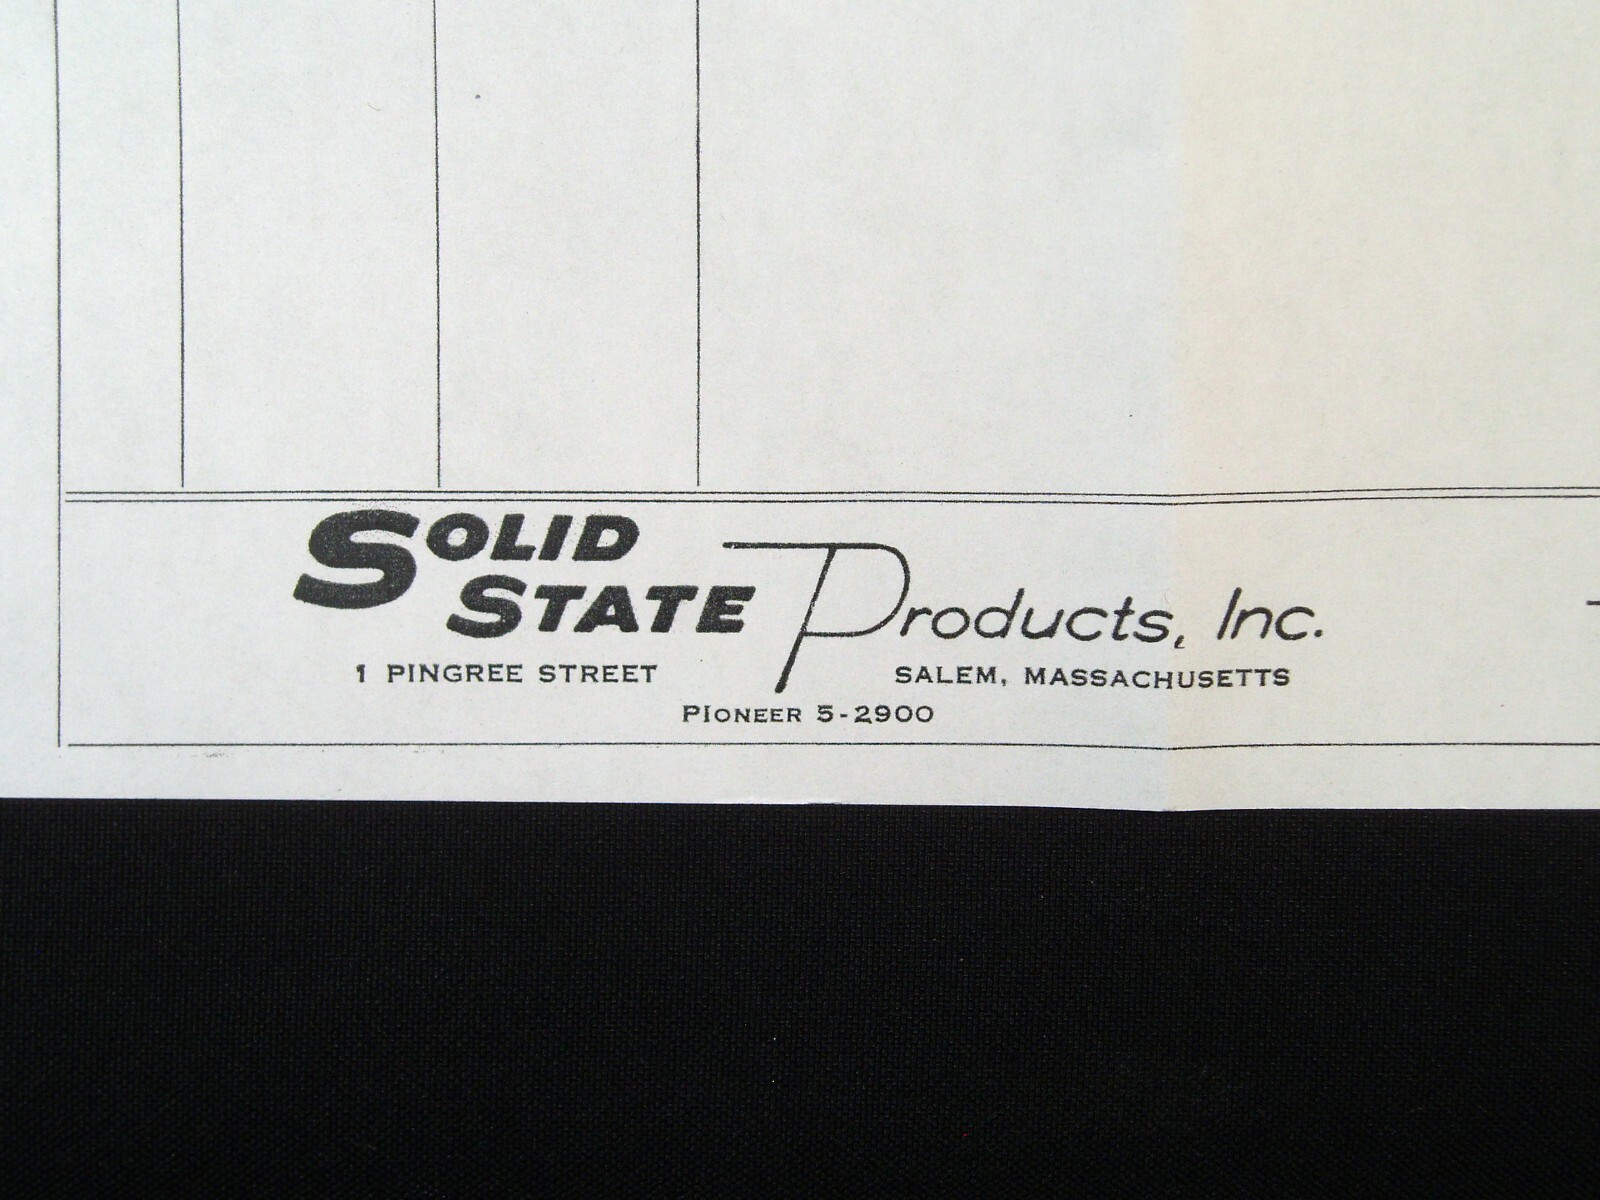 SOLID
STATE Products, Inc.
1 PINGREE STREET SALEM, MASSACHUSETTS
PIONEER 5-2900